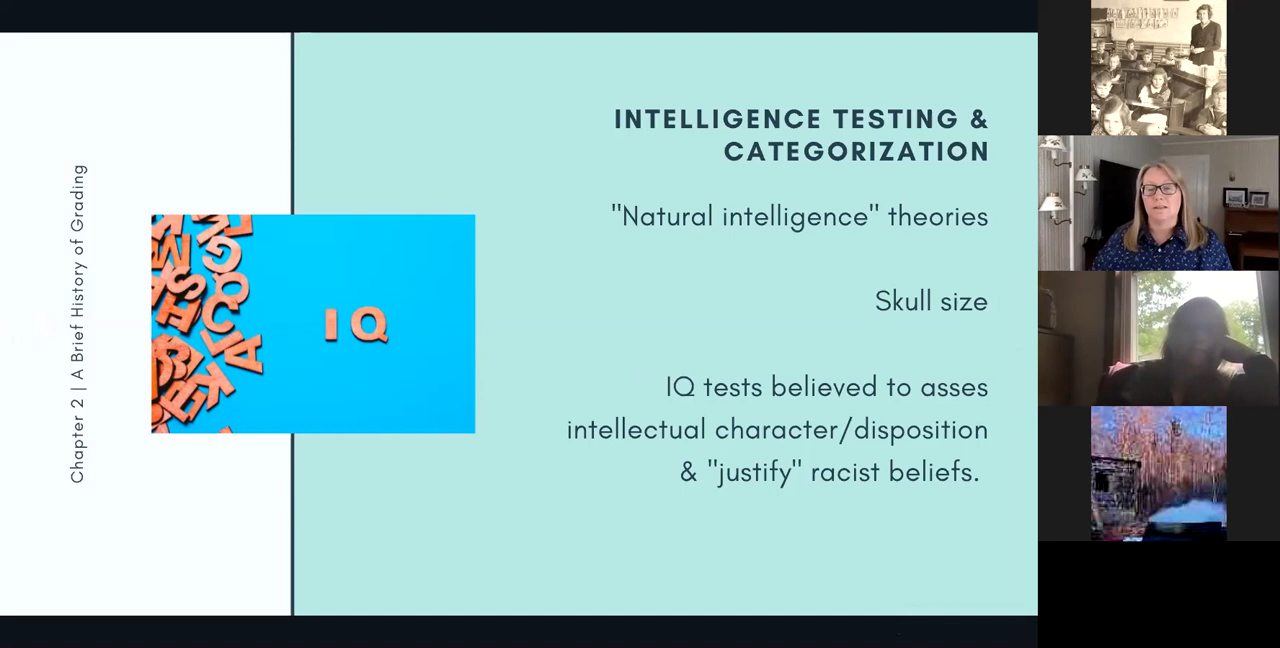 Chapter 2 | A Brief History of Grading
INTELLIGENCE TESTING &
CATEGORIZATION
"Natural intelligence" theories
Skull size
IQ tests believed to asses
intellectual character/disposition
& "justify" racist beliefs.
IQ